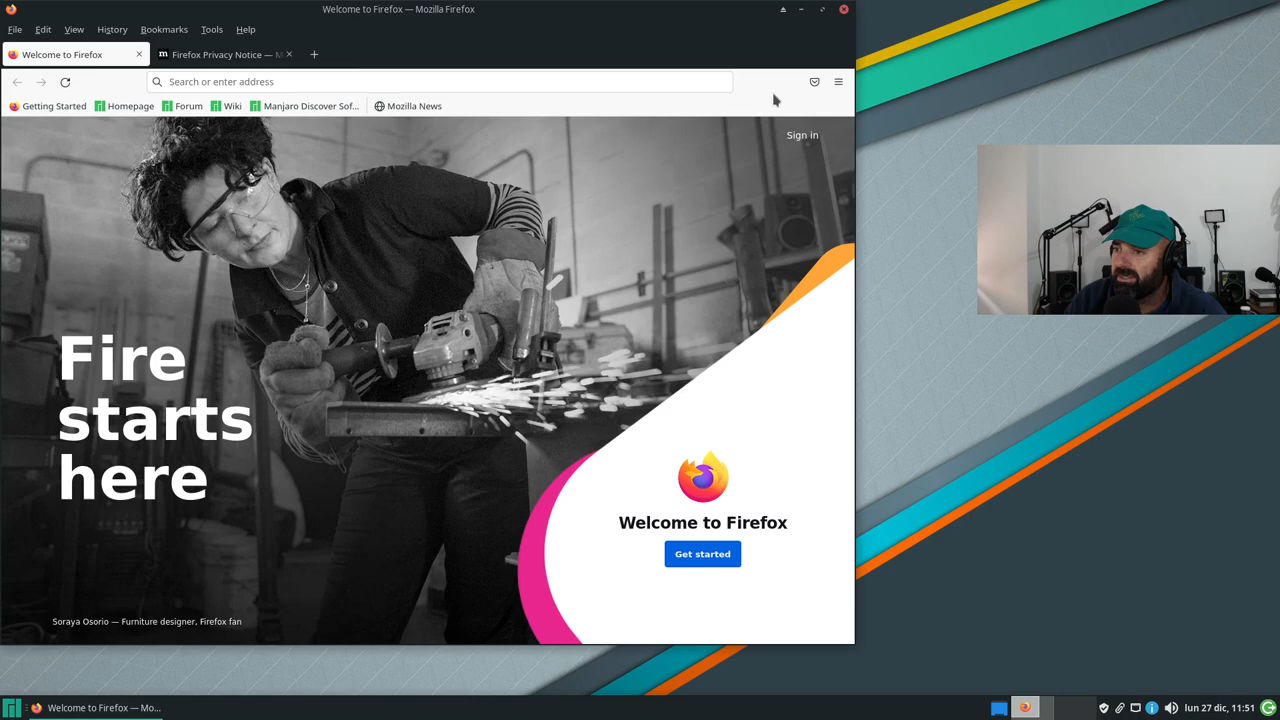 Welcome to Firefox — Mozilla Firefox
File Edit View History Bookmarks Tools Help
Welcome to Firefox
Firefox Privacy Notice —
Search or enter address
Getting Started Homepage Forum Wiki Manjaro Discover Sof... Mozilla News
Sign in
Fire
starts
here
Welcome to Firefox
Get started
Soraya Osorio — Furniture designer, Firefox fan
Welcome to Firefox — Mo...
lun 27 dic, 11:51